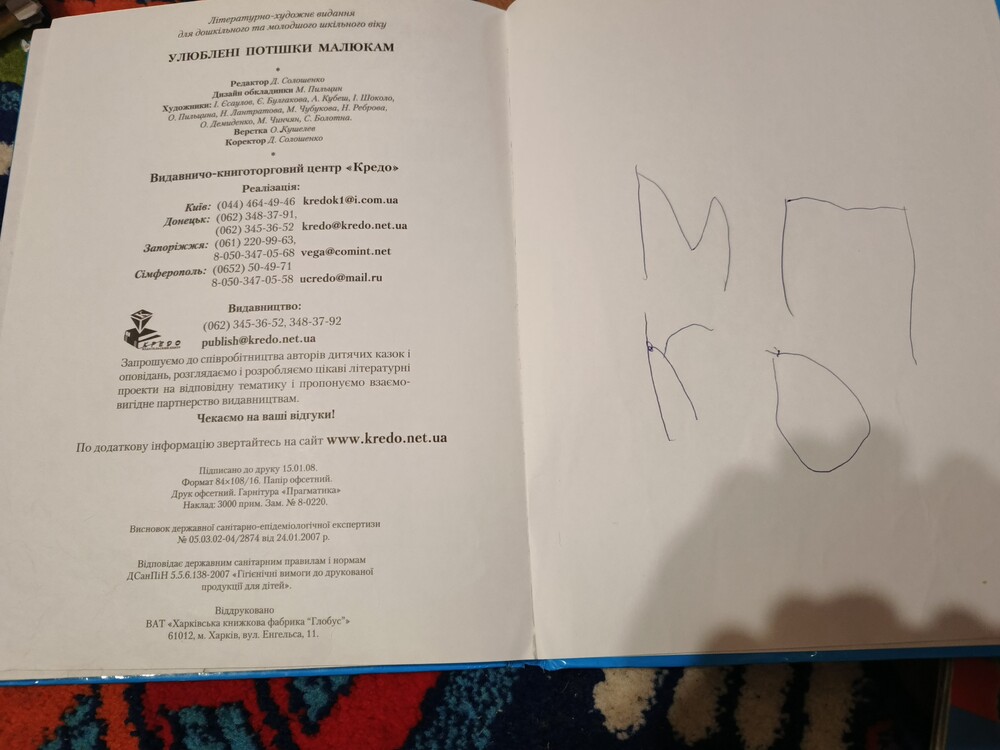 Літературно-художнє видання
для дошкільного та молодшого шкільного віку
УЛЮБЛЕНІ ПОТІШКИ МАЛЮКАМ
*
Редактор Д. Солошенко
Дизайн обкладинки М. Пильцин
Художники: І. Єсаулов, Є. Булгакова, А. Кубеш, І. Шоколо,
О. Пильцина, Н. Лантратова, М. Чубукова, Н. Реброва,
О. Демиденко, М. Чинчян, С. Болотна.
Верстка О. Кушелев
Коректор Д. Солошенко
*
Видавничо-книготорговий центр «Кредо»
Реалізація:
Київ: (044) 464-49-46 kredok1@i.com.ua
Донецьк: (062) 348-37-91,
(062) 345-36-52 kredo@kredo.net.ua
Запоріжжя: (061) 220-99-63,
8-050-347-05-68 vega@comint.net
Сімферополь: (0652) 50-49-71
8-050-347-05-58 ucredo@mail.ru
Видавництво:
(062) 345-36-52, 348-37-92
KREDO publish@kredo.net.ua
Запрошуємо до співробітництва авторів дитячих казок і
оповідань, розглядаємо і розробляємо цікаві літературні
проекти на відповідну тематику і пропонуємо взаємо-
вигідне партнерство видавництвам.
Чекаємо на ваші відгуки!
По додаткову інформацію звертайтесь на сайт www.kredo.net.ua
Підписано до друку 15.01.08.
Формат 84×108/16. Папір офсетний.
Друк офсетний. Гарнітура «Прагматика»
Наклад: 3000 прим. Зам. № 8-0220.
Висновок державної санітарно-епідеміологічної експертизи
№ 05.03.02-04/2874 від 24.01.2007 р.
Відповідає державним санітарним правилам і нормам
ДСанПіН 5.5.6.138-2007 «Гігієнічні вимоги до друкованої
продукції для дітей».
Віддруковано
ВАТ «Харківська книжкова фабрика "Глобус"»
61012, м. Харків, вул. Енгельса, 11.
М П
К О